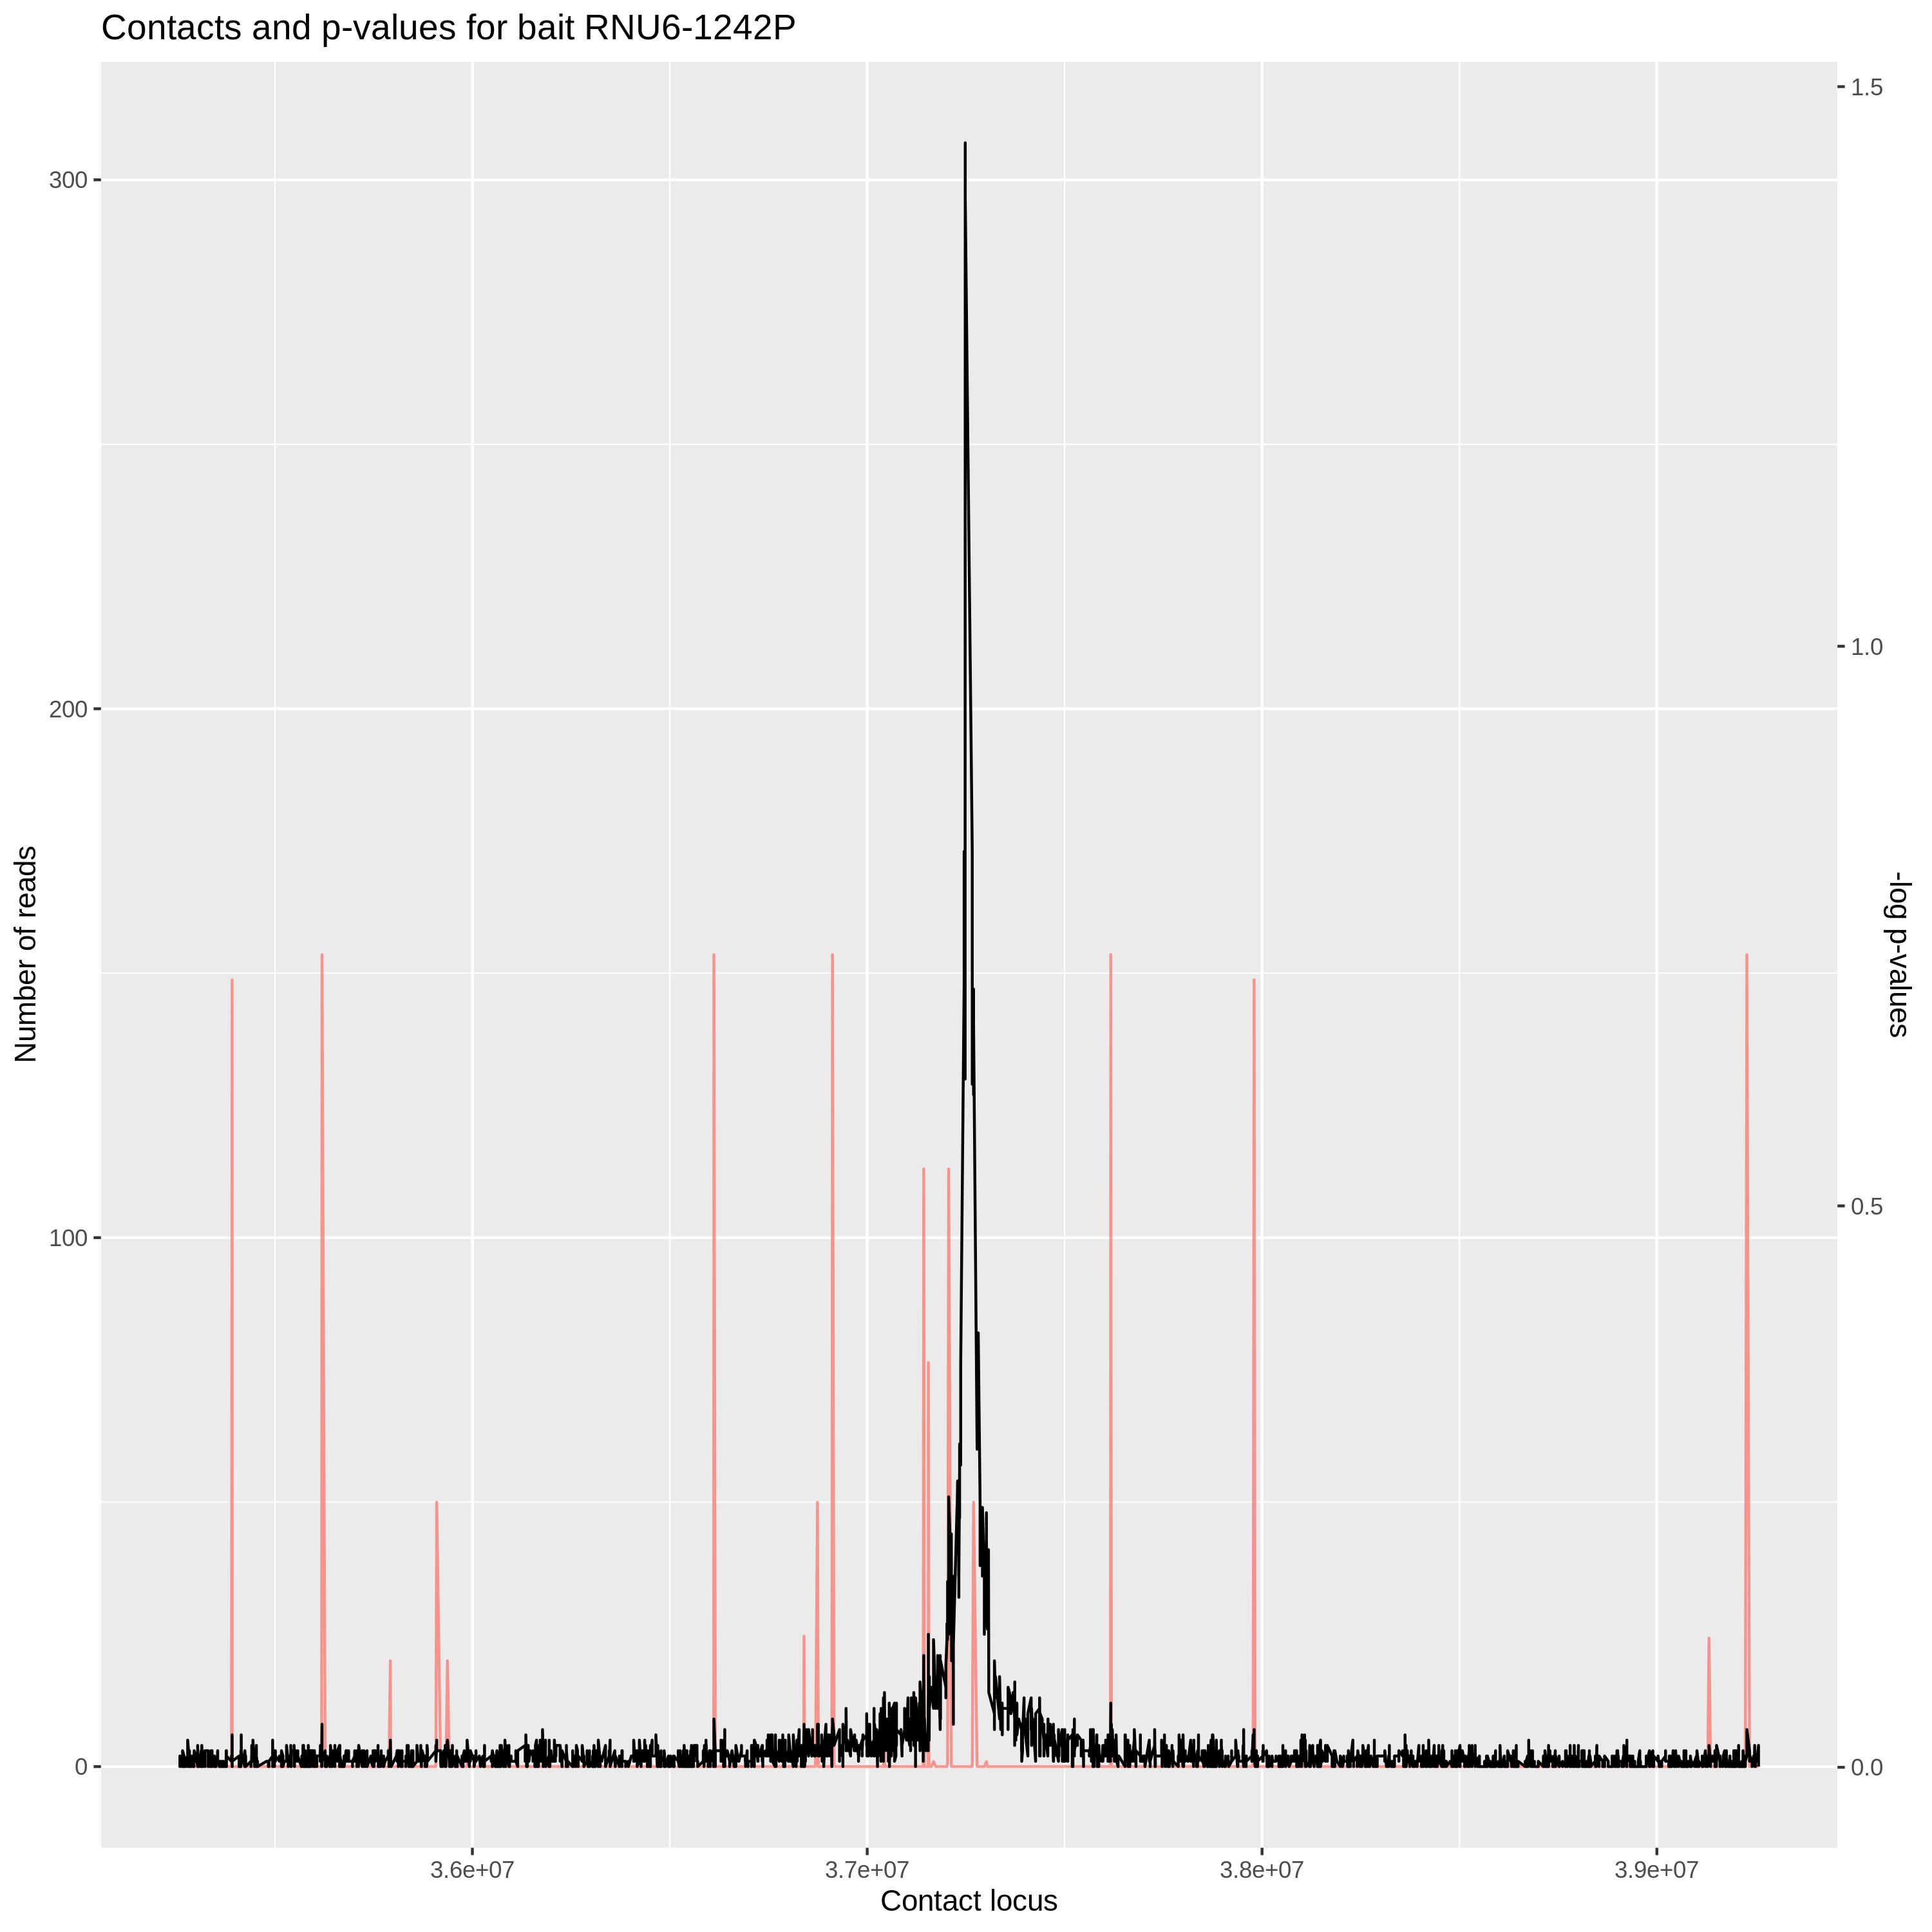 Contacts and p-values for bait RNU6-1242P
1.5
300
1.0
200
Number of reads
-log p-values
0.5
100
0
0.0
3.6e+07
3.7e+07
3.8e+07
3.9e+07
Contact locus